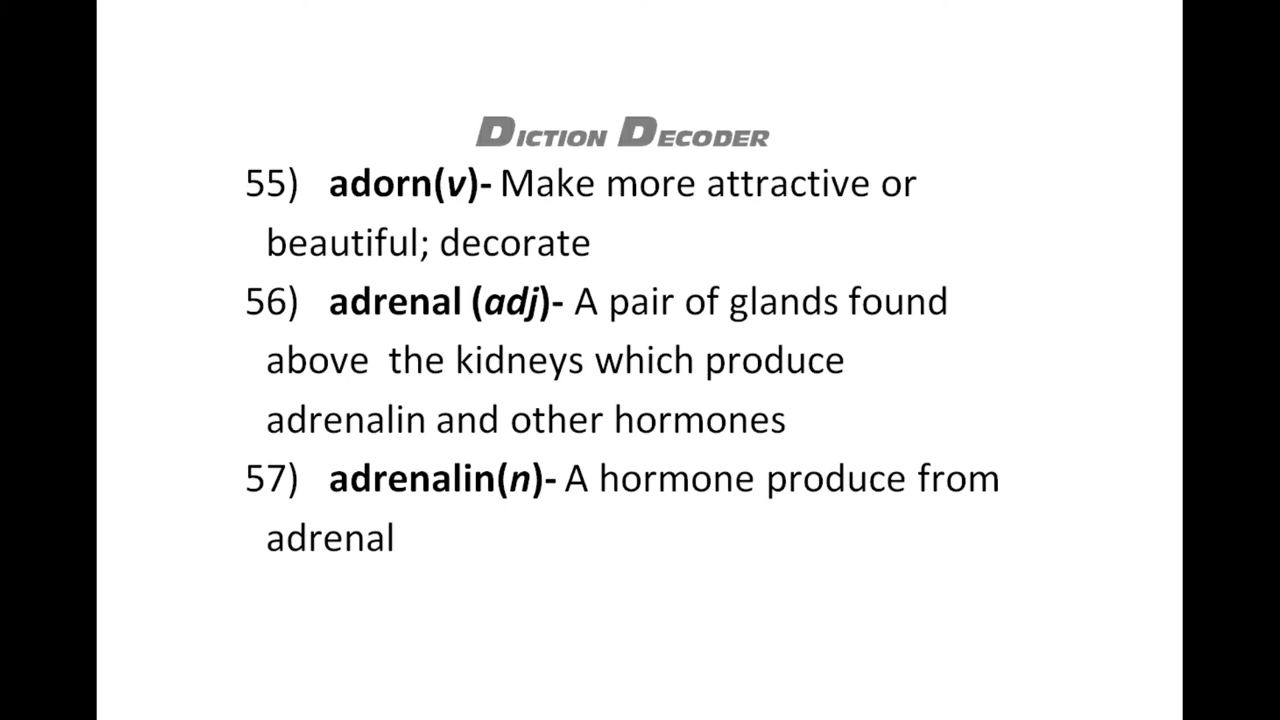 DICTION DECODER
55) adorn(v)- Make more attractive or
beautiful; decorate
56) adrenal (adj)- A pair of glands found
above the kidneys which produce
adrenalin and other hormones
57) adrenalin(n)- A hormone produce from
adrenal